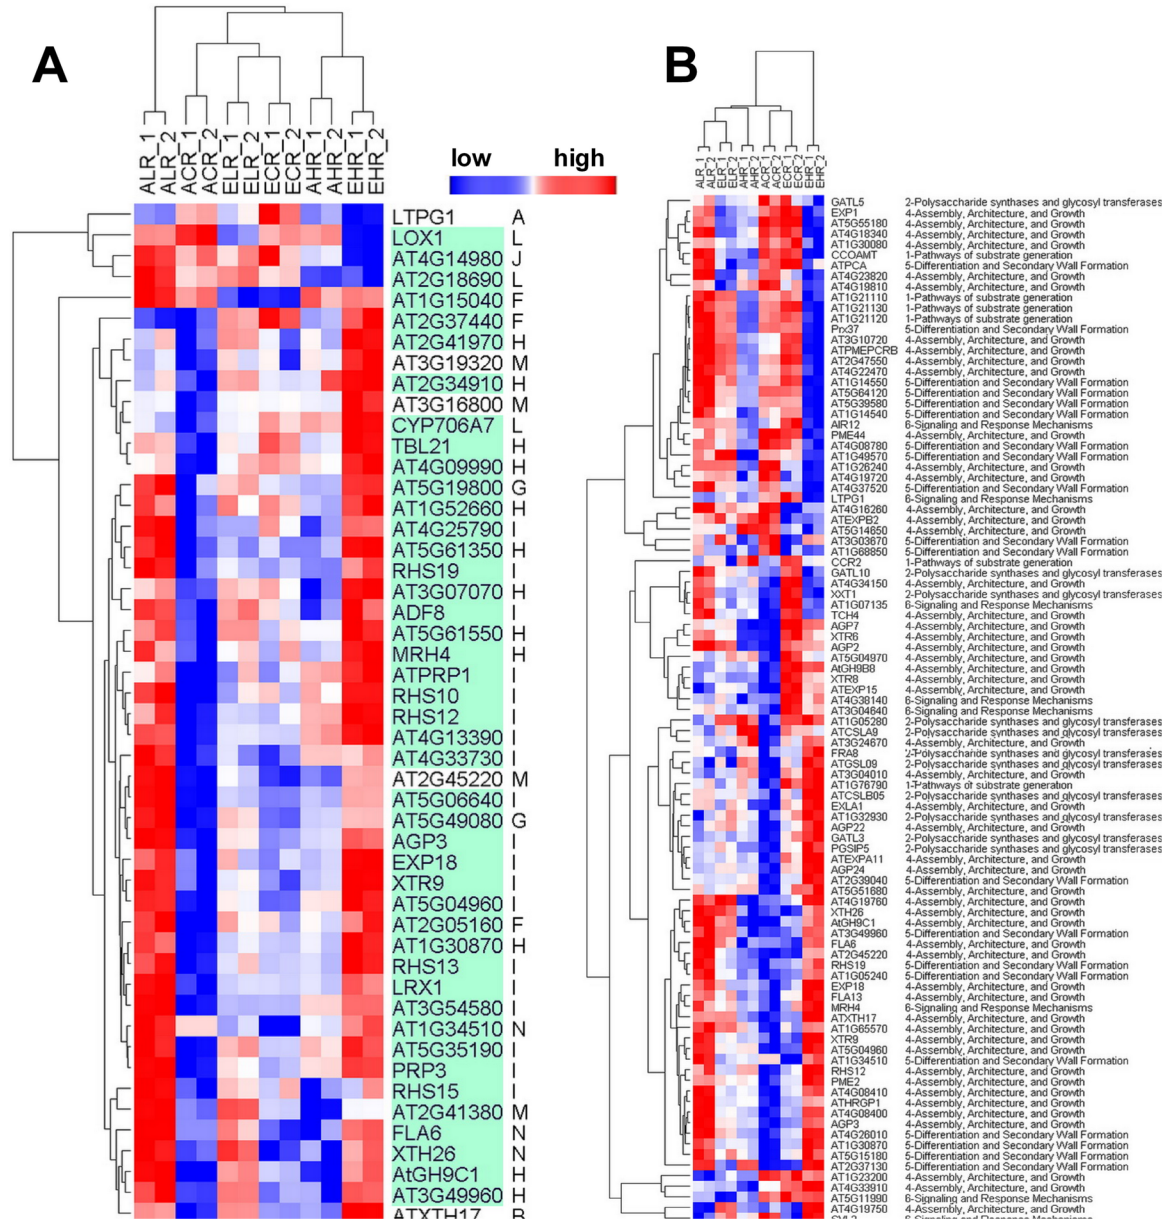 A
B
low high
ALR_1
ALR_2
ACR_1
ACR_2
ELR_1
ELR_2
ECR_1
ECR_2
AHR_1
AHR_2
EHR_1
EHR_2
LTPG1 A
LOX1 L
AT4G14980 J
AT2G18690 L
AT1G15040 F
AT2G37440 F
AT2G41970 H
AT3G19320 M
AT2G34910 H
AT3G16800 M
CYP706A7 L
TBL21 H
AT4G09990 H
AT5G19800 G
AT1G52660 H
AT4G25790 I
AT5G61350 H
RHS19 I
AT3G07070 H
ADF8 I
AT5G61550 H
MRH4 H
ATPRP1 I
RHS10 I
RHS12 I
AT4G13390 I
AT4G33730 I
AT2G45220 M
AT5G06640 I
AT5G49080 G
AGP3 I
EXP18 I
XTR9 I
AT5G04960 I
AT2G05160 F
AT1G30870 H
RHS13 I
LRX1 I
AT3G54580 I
AT1G34510 N
AT5G35190 I
PRP3 I
RHS15 I
AT2G41380 M
FLA6 N
XTH26 N
AtGH9C1 H
AT3G49960 H
ATXTH17 B
ALR_1
ALR_2
ELR_1
ELR_2
AHR_1
AHR_2
ACR_1
ACR_2
ECR_1
ECR_2
EHR_1
EHR_2
GATL5 2-Polysaccharide synthases and glycosyl transferases
EXP1 4-Assembly, Architecture, and Growth
AT5G55180 4-Assembly, Architecture, and Growth
AT4G18340 4-Assembly, Architecture, and Growth
AT1G30080 4-Assembly, Architecture, and Growth
CCOAMT 1-Pathways of substrate generation
ATPCA 5-Differentiation and Secondary Wall Formation
AT4G23820 4-Assembly, Architecture, and Growth
AT4G19810 4-Assembly, Architecture, and Growth
AT1G21110 1-Pathways of substrate generation
AT1G21130 1-Pathways of substrate generation
AT1G21120 1-Pathways of substrate generation
Prx37 5-Differentiation and Secondary Wall Formation
AT3G10720 4-Assembly, Architecture, and Growth
ATPMEPCRB 4-Assembly, Architecture, and Growth
AT2G47550 4-Assembly, Architecture, and Growth
AT4G22470 4-Assembly, Architecture, and Growth
AT1G14550 5-Differentiation and Secondary Wall Formation
AT5G64120 5-Differentiation and Secondary Wall Formation
AT5G39580 5-Differentiation and Secondary Wall Formation
AT1G14540 5-Differentiation and Secondary Wall Formation
AIR12 6-Signaling and Response Mechanisms
PME44 4-Assembly, Architecture, and Growth
AT4G08780 5-Differentiation and Secondary Wall Formation
AT1G49570 5-Differentiation and Secondary Wall Formation
AT1G26240 4-Assembly, Architecture, and Growth
AT4G19720 4-Assembly, Architecture, and Growth
AT4G37520 5-Differentiation and Secondary Wall Formation
LTPG1 6-Signaling and Response Mechanisms
AT4G16260 4-Assembly, Architecture, and Growth
ATEXPB2 4-Assembly, Architecture, and Growth
AT5G14650 4-Assembly, Architecture, and Growth
AT3G03670 5-Differentiation and Secondary Wall Formation
AT1G68850 5-Differentiation and Secondary Wall Formation
CCR2 1-Pathways of substrate generation
GATL10 2-Polysaccharide synthases and glycosyl transferases
AT4G34150 4-Assembly, Architecture, and Growth
XXT1 2-Polysaccharide synthases and glycosyl transferases
AT1G07135 6-Signaling and Response Mechanisms
TCH4 4-Assembly, Architecture, and Growth
AGP7 4-Assembly, Architecture, and Growth
XTR6 4-Assembly, Architecture, and Growth
AGP2 4-Assembly, Architecture, and Growth
AT5G04970 4-Assembly, Architecture, and Growth
AtGH9B8 4-Assembly, Architecture, and Growth
XTR8 4-Assembly, Architecture, and Growth
ATEXP15 4-Assembly, Architecture, and Growth
AT4G38140 6-Signaling and Response Mechanisms
AT3G04640 6-Signaling and Response Mechanisms
AT1G05280 2-Polysaccharide synthases and glycosyl transferases
ATCSLA9 2-Polysaccharide synthases and glycosyl transferases
AT3G24670 4-Assembly, Architecture, and Growth
FRA8 2-Polysaccharide synthases and glycosyl transferases
ATGSL09 2-Polysaccharide synthases and glycosyl transferases
AT3G04010 4-Assembly, Architecture, and Growth
AT1G76790 1-Pathways of substrate generation
ATCSLB05 2-Polysaccharide synthases and glycosyl transferases
EXLA1 4-Assembly, Architecture, and Growth
AT1G32930 2-Polysaccharide synthases and glycosyl transferases
AGP22 4-Assembly, Architecture, and Growth
GATL3 2-Polysaccharide synthases and glycosyl transferases
PGSIP5 2-Polysaccharide synthases and glycosyl transferases
ATEXPA11 4-Assembly, Architecture, and Growth
AGP24 4-Assembly, Architecture, and Growth
AT2G39040 5-Differentiation and Secondary Wall Formation
AT5G51680 4-Assembly, Architecture, and Growth
AT4G19760 4-Assembly, Architecture, and Growth
XTH26 4-Assembly, Architecture, and Growth
AtGH9C1 4-Assembly, Architecture, and Growth
AT3G49960 5-Differentiation and Secondary Wall Formation
FLA6 4-Assembly, Architecture, and Growth
AT2G45220 4-Assembly, Architecture, and Growth
RHS19 5-Differentiation and Secondary Wall Formation
AT1G05240 5-Differentiation and Secondary Wall Formation
EXP18 4-Assembly, Architecture, and Growth
FLA13 4-Assembly, Architecture, and Growth
MRH4 6-Signaling and Response Mechanisms
ATXTH17 4-Assembly, Architecture, and Growth
AT1G65570 4-Assembly, Architecture, and Growth
XTR9 4-Assembly, Architecture, and Growth
AT5G04960 4-Assembly, Architecture, and Growth
AT1G34510 5-Differentiation and Secondary Wall Formation
RHS12 4-Assembly, Architecture, and Growth
PME2 4-Assembly, Architecture, and Growth
AT4G08410 4-Assembly, Architecture, and Growth
ATHRGP1 4-Assembly, Architecture, and Growth
AT4G08400 4-Assembly, Architecture, and Growth
AGP3 4-Assembly, Architecture, and Growth
AT4G26010 5-Differentiation and Secondary Wall Formation
AT1G30870 5-Differentiation and Secondary Wall Formation
AT5G15180 5-Differentiation and Secondary Wall Formation
AT2G37130 5-Differentiation and Secondary Wall Formation
AT1G23200 4-Assembly, Architecture, and Growth
AT4G33910 4-Assembly, Architecture, and Growth
AT5G11990 6-Signaling and Response Mechanisms
AT4G19750 4-Assembly, Architecture, and Growth
6-Signaling and Response Mechanisms